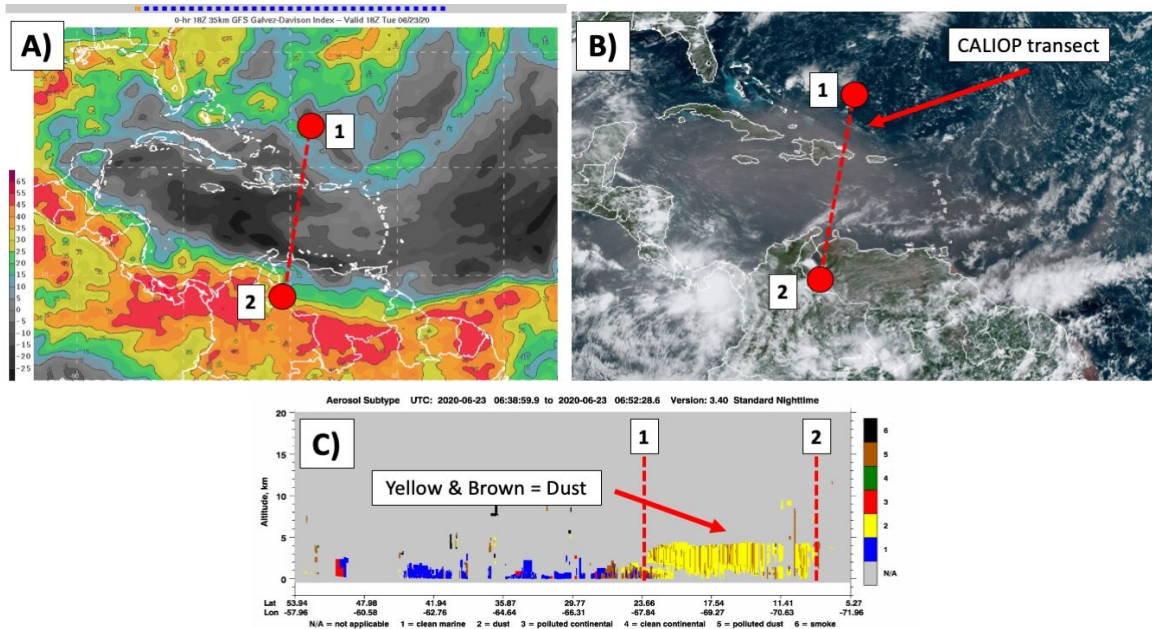 0-hr 18Z 35km GFS Galvez-Davison Index – Valid 18Z Tue 06/23/20
A)
1
2
65
55
45
40
35
30
25
20
15
10
5
0
-5
-10
-15
-20
-25
B)
CALIOP transect
1
2
Aerosol Subtype UTC: 2020-06-23 06:38:59.9 to 2020-06-23 06:52:28.6 Version: 3.40 Standard Nighttime
C)
1
2
Yellow & Brown = Dust
Altitude, km
20
15
10
5
0
6
5
4
3
2
1
N/A
Lat 53.94 47.98 41.94 35.87 29.77 23.66 17.54 11.41 5.27
Lon -57.96 -60.58 -62.76 -64.64 -66.31 -67.84 -69.27 -70.63 -71.96
N/A = not applicable 1 = clean marine 2 = dust 3 = polluted continental 4 = clean continental 5 = polluted dust 6 = smoke